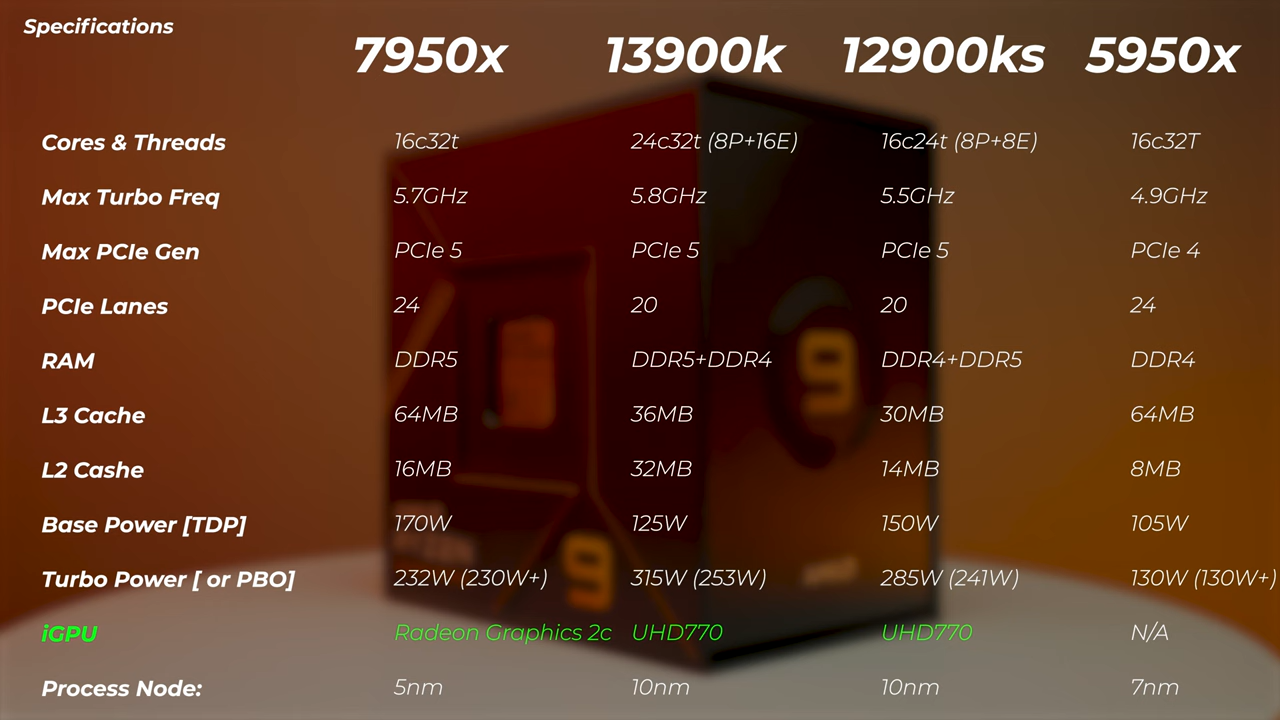 Specifications
7950x 13900k 12900ks 5950x
Cores & Threads 16c32t 24c32t (8P+16E) 16c24t (8P+8E) 16c32T
Max Turbo Freq 5.7GHz 5.8GHz 5.5GHz 4.9GHz
Max PCIe Gen PCIe 5 PCIe 5 PCIe 5 PCIe 4
PCIe Lanes 24 20 20 24
RAM DDR5 DDR5+DDR4 DDR4+DDR5 DDR4
L3 Cache 64MB 36MB 30MB 64MB
9
L2 Cashe 16MB 32MB 14MB 8MB
Base Power [TDP] 170W 125W 150W 105W
RYZEN
Turbo Power [ or PBO] 232W (230W+) 315W (253W) 285W (241W) 130W (130W+)
9 AMD
iGPU Radeon Graphics 2c UHD770 UHD770 N/A
Process Node: 5nm 10nm 10nm 7nm